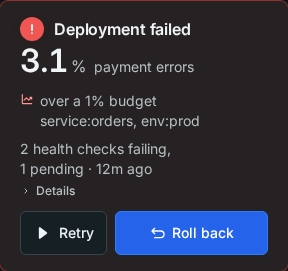 Deployment failed
3.1% payment errors
over a 1% budget
service:orders, env:prod
2 health checks failing,
1 pending · 12m ago
Details
Retry
Roll back